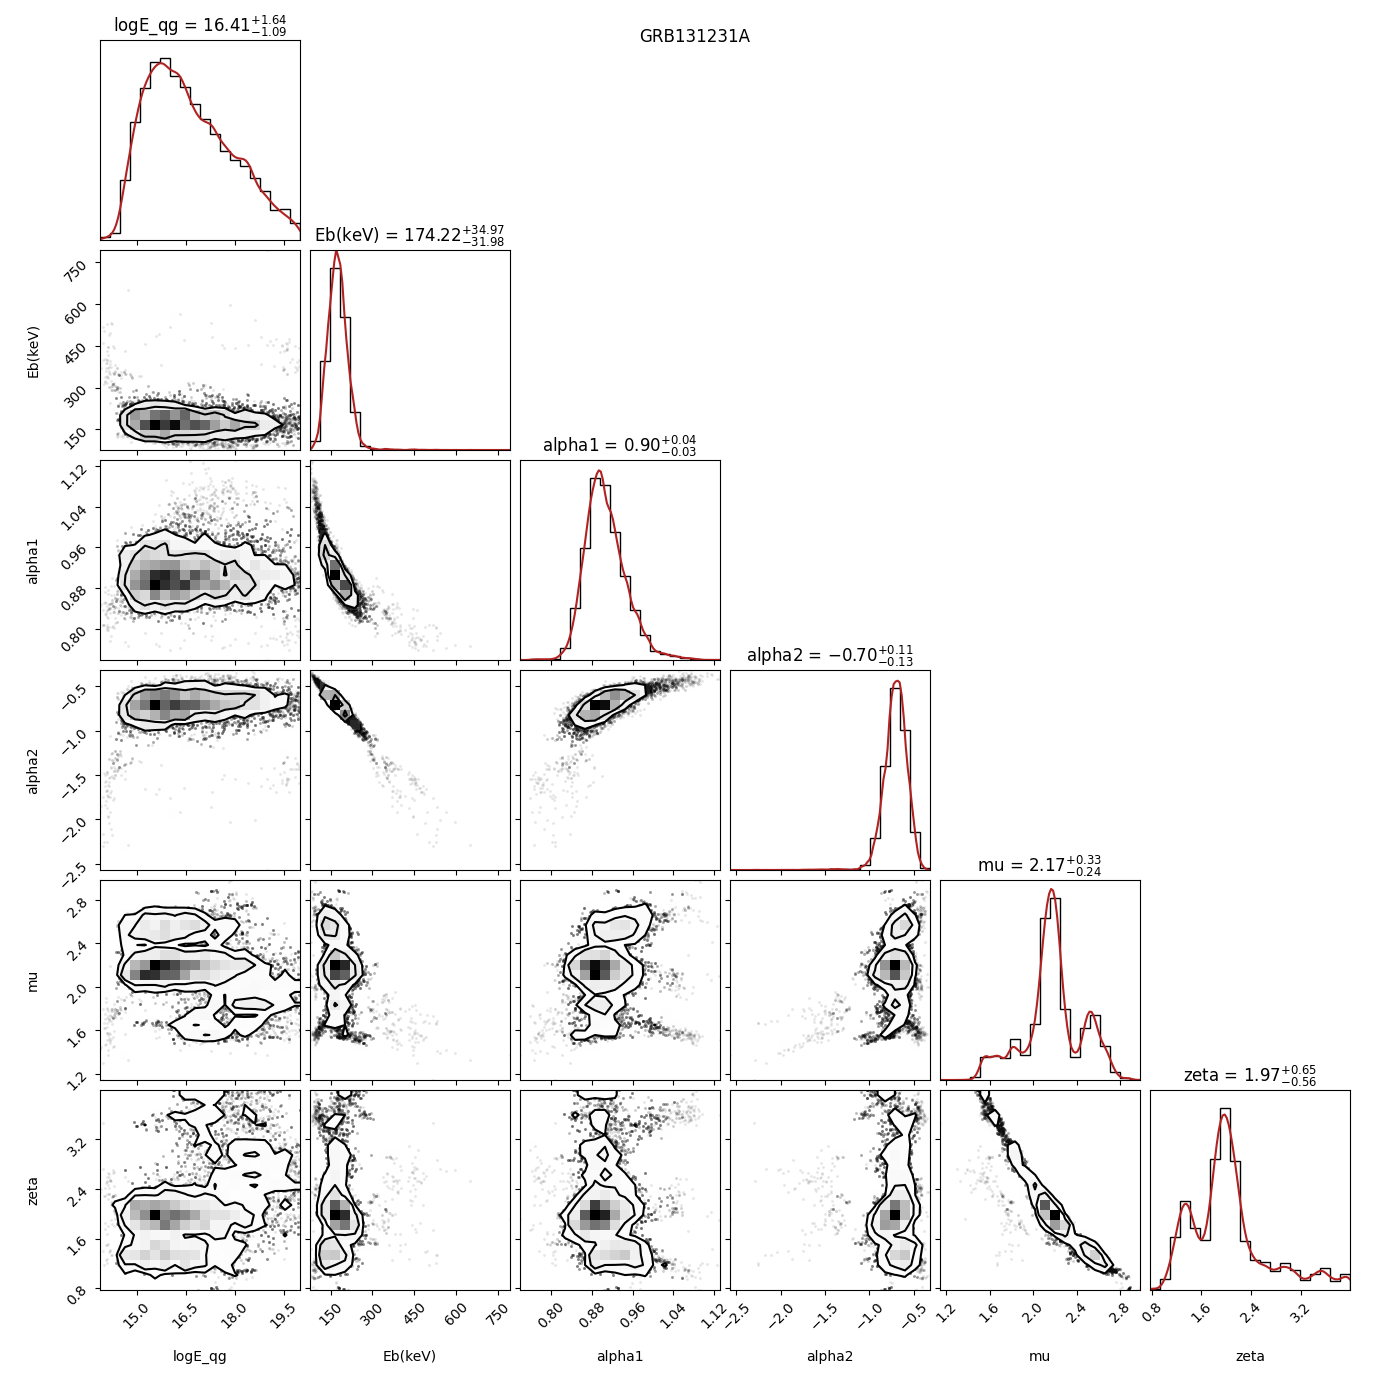 logE_qg = 16.41+1.64 −1.09
GRB131231A
Eb(keV) = 174.22+34.97 −31.98
750
600
450
300
150
Eb(keV)
alpha1 = 0.90+0.04 −0.03
1.12
1.04
0.96
0.88
0.80
alpha1
alpha2 = −0.70+0.11 −0.13
−0.5
−1.0
−1.5
−2.0
−2.5
alpha2
mu = 2.17+0.33 −0.24
2.8
2.4
2.0
1.6
1.2
mu
zeta = 1.97+0.65 −0.56
3.2
2.4
1.6
0.8
zeta
15.0 16.5 18.0 19.5 150 300 450 600 750 0.80 0.88 0.96 1.04 1.12 −2.5 −2.0 −1.5 −1.0 −0.5 1.2 1.6 2.0 2.4 2.8 0.8 1.6 2.4 3.2
logE_qg Eb(keV) alpha1 alpha2 mu zeta